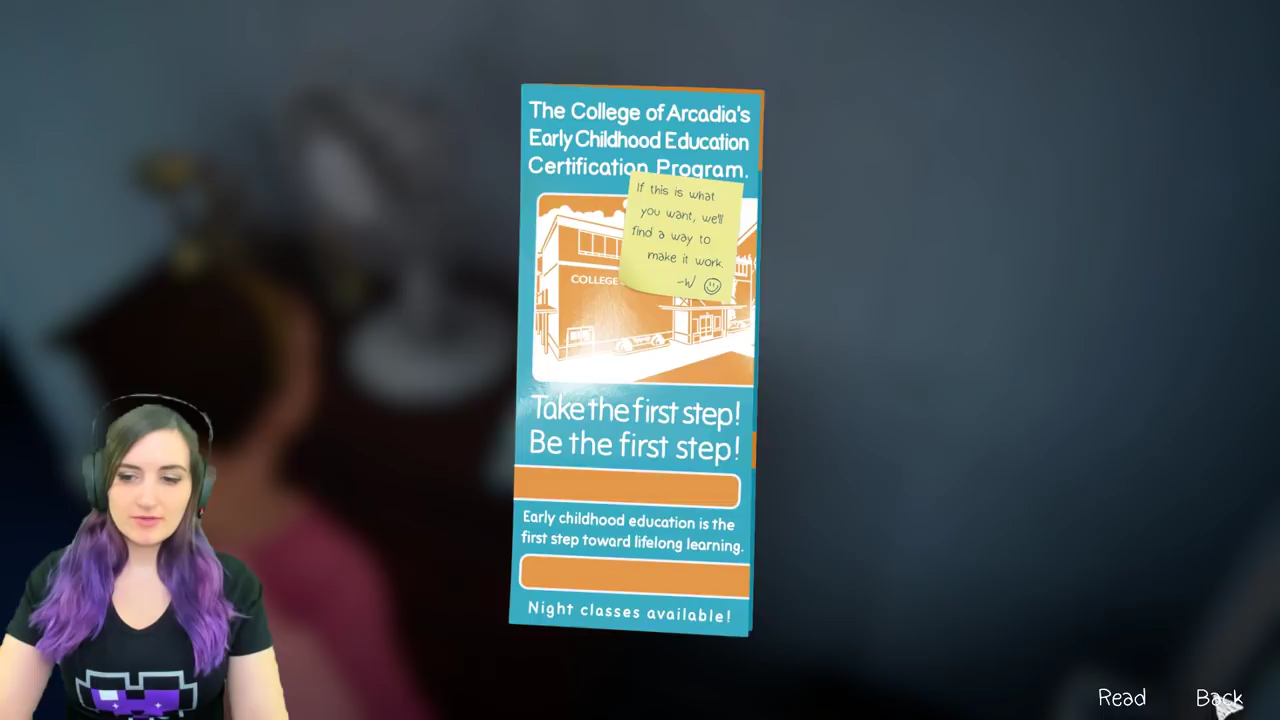 The College of Arcadia's
Early Childhood Education
Certification Program.
If this is what
you want, we'll
find a way to
make it work.
-W
COLLEGE
Take the first step!
Be the first step!
Early childhood education is the
first step toward lifelong learning.
Night classes available!
Read
Back